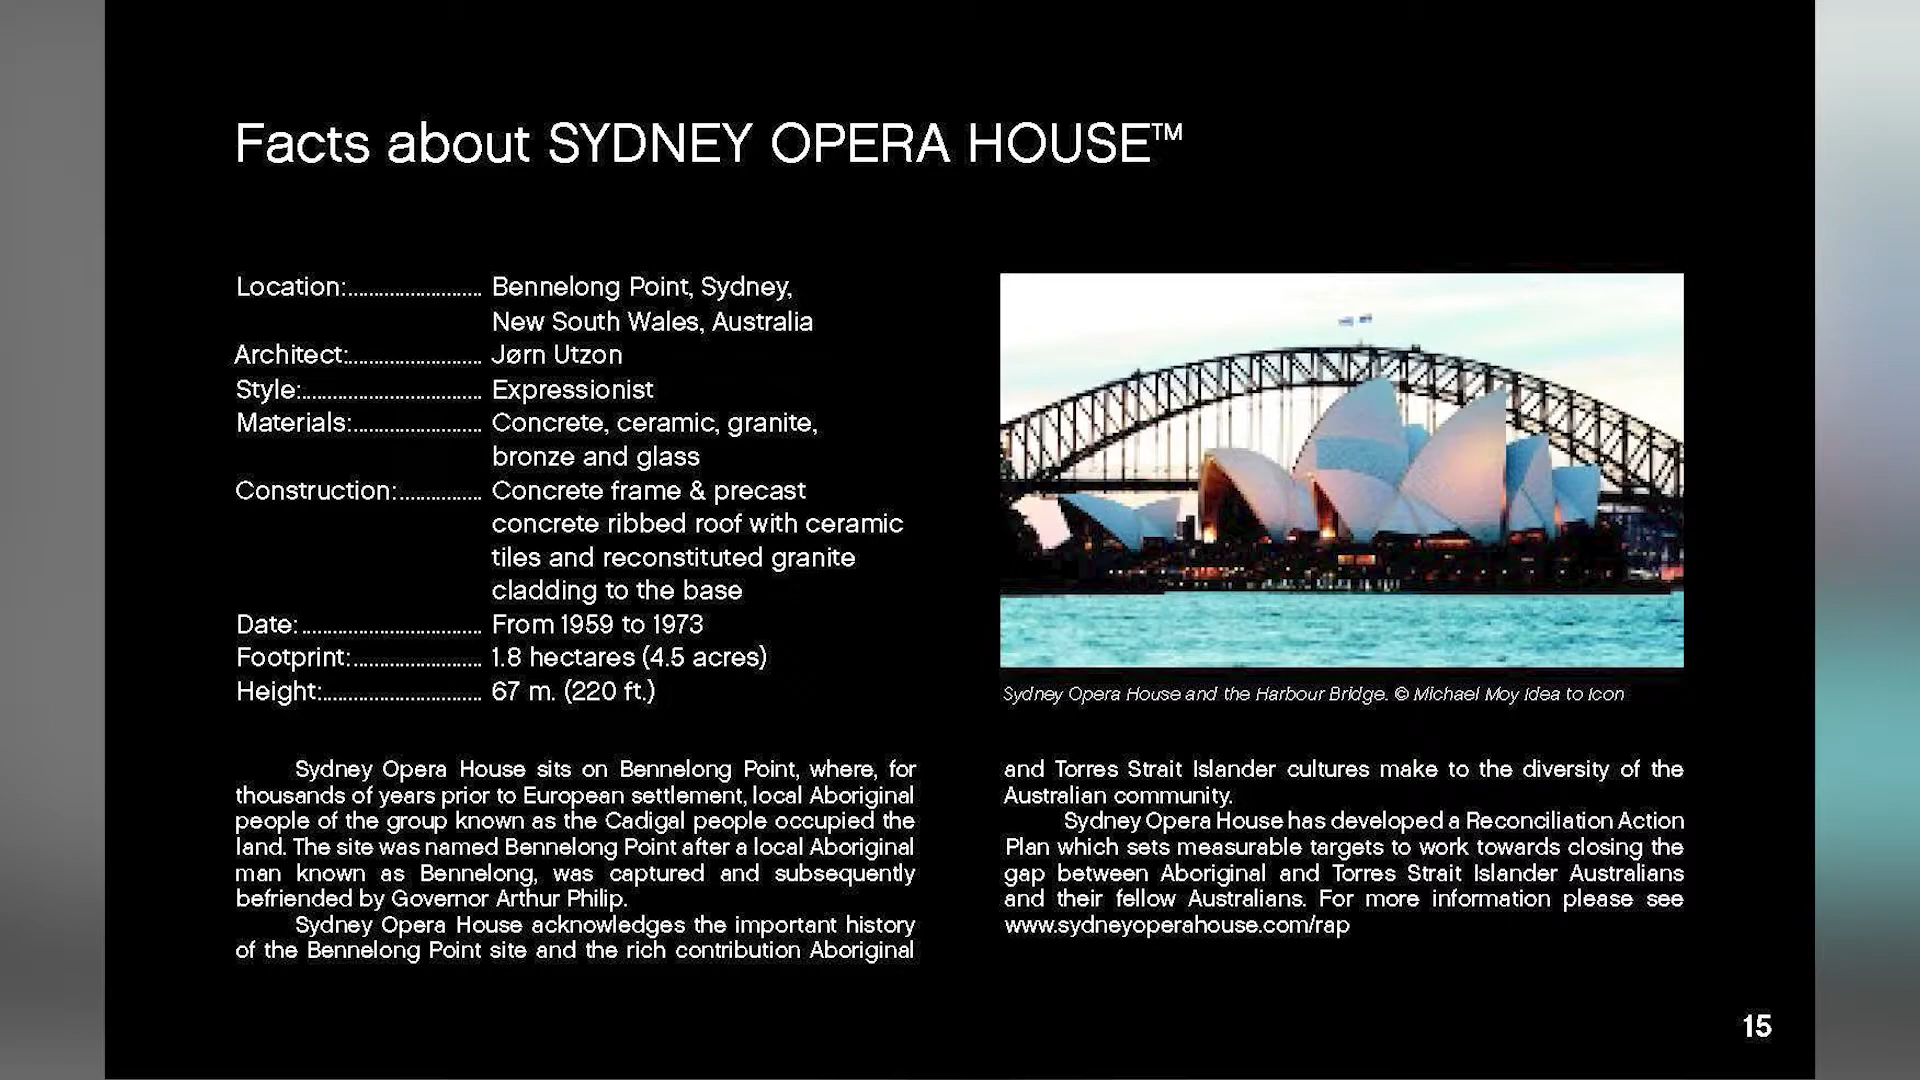 Facts about SYDNEY OPERA HOUSE™
Location:.......................... Bennelong Point, Sydney,
New South Wales, Australia
Architect:.......................... Jørn Utzon
Style:................................... Expressionist
Materials:......................... Concrete, ceramic, granite,
bronze and glass
Construction:................ Concrete frame & precast
concrete ribbed roof with ceramic
tiles and reconstituted granite
cladding to the base
Date:................................... From 1959 to 1973
Footprint:......................... 1.8 hectares (4.5 acres)
Height:............................... 67 m. (220 ft.)
Sydney Opera House and the Harbour Bridge. © Michael Moy Idea to Icon
Sydney Opera House sits on Bennelong Point, where, for
thousands of years prior to European settlement, local Aboriginal
people of the group known as the Cadigal people occupied the
land. The site was named Bennelong Point after a local Aboriginal
man known as Bennelong, was captured and subsequently
befriended by Governor Arthur Philip.
Sydney Opera House acknowledges the important history
of the Bennelong Point site and the rich contribution Aboriginal
and Torres Strait Islander cultures make to the diversity of the
Australian community.
Sydney Opera House has developed a Reconciliation Action
Plan which sets measurable targets to work towards closing the
gap between Aboriginal and Torres Strait Islander Australians
and their fellow Australians. For more information please see
www.sydneyoperahouse.com/rap
15